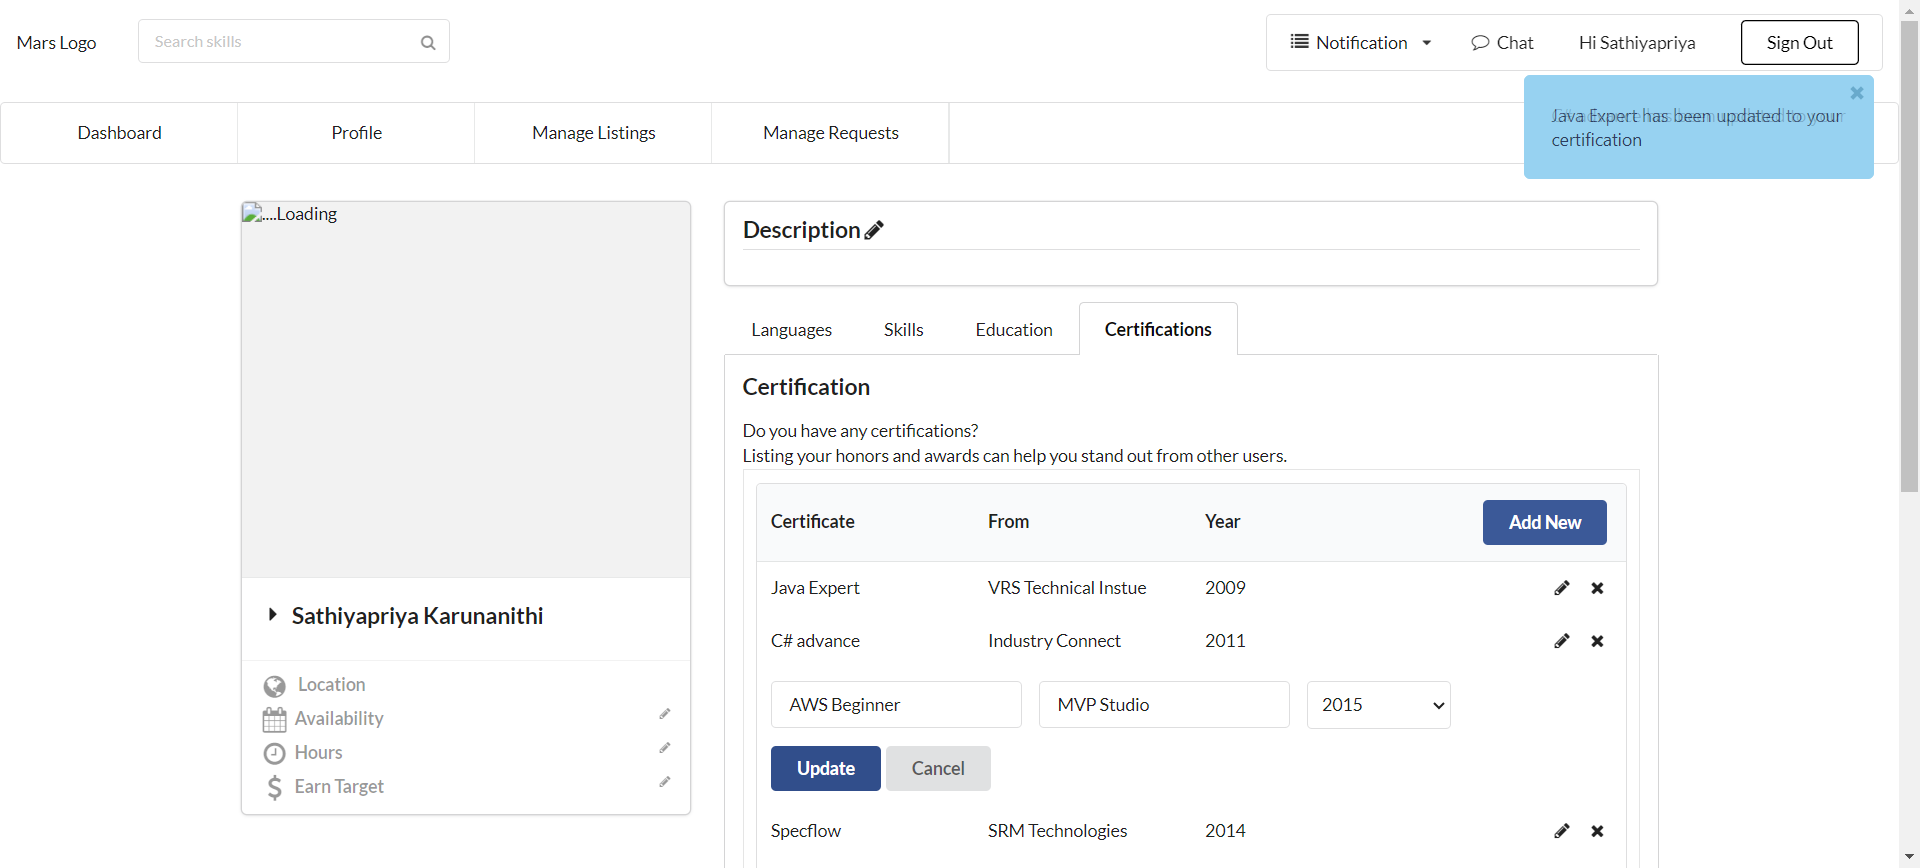 Mars Logo
Search skills
Notification
Chat
Hi Sathiyapriya
Sign Out
Java Expert has been updated to your
certification
Dashboard
Profile
Manage Listings
Manage Requests
....Loading
Sathiyapriya Karunanithi
Location
Availability
Hours
Earn Target
Description
Languages
Skills
Education
Certifications
Certification
Do you have any certifications?
Listing your honors and awards can help you stand out from other users.
Certificate From Year Add New
Java Expert VRS Technical Instue 2009
C# advance Industry Connect 2011
AWS Beginner MVP Studio 2015
Update Cancel
Specflow SRM Technologies 2014